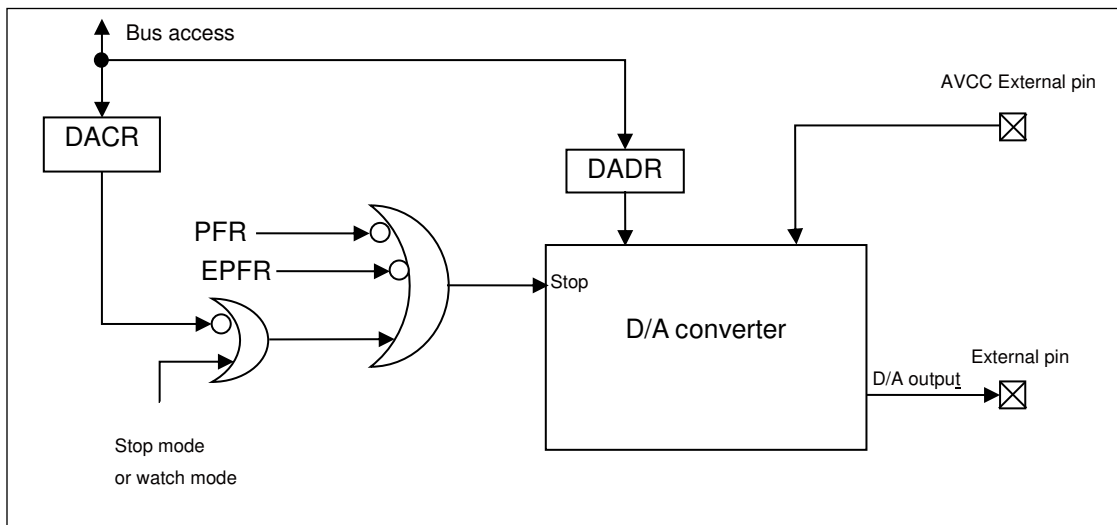 Bus access
AVCC External pin
DACR
DADR
PFR
EPFR
Stop
D/A converter
External pin
D/A output
Stop mode
or watch mode